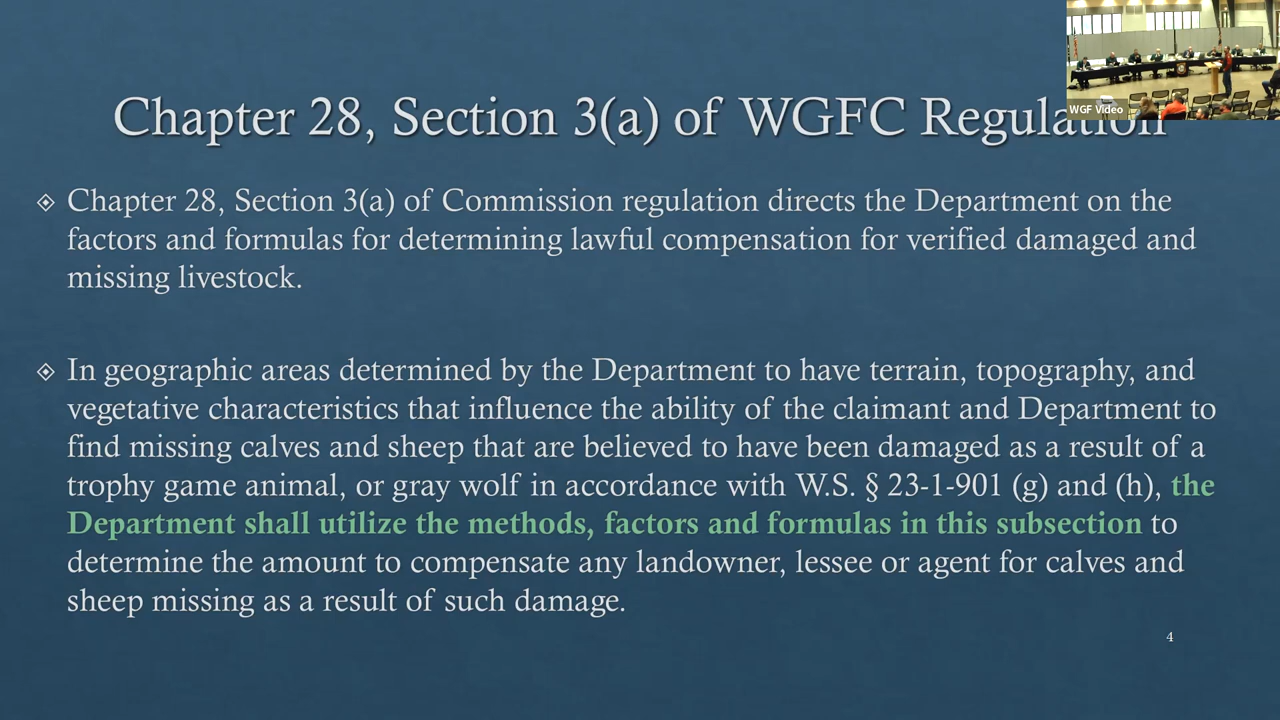 Chapter 28, Section 3(a) of WGFC Regulation
WGF Video
Chapter 28, Section 3(a) of Commission regulation directs the Department on the
factors and formulas for determining lawful compensation for verified damaged and
missing livestock.
In geographic areas determined by the Department to have terrain, topography, and
vegetative characteristics that influence the ability of the claimant and Department to
find missing calves and sheep that are believed to have been damaged as a result of a
trophy game animal, or gray wolf in accordance with W.S. § 23-1-901 (g) and (h), the
Department shall utilize the methods, factors and formulas in this subsection to
determine the amount to compensate any landowner, lessee or agent for calves and
sheep missing as a result of such damage.
4